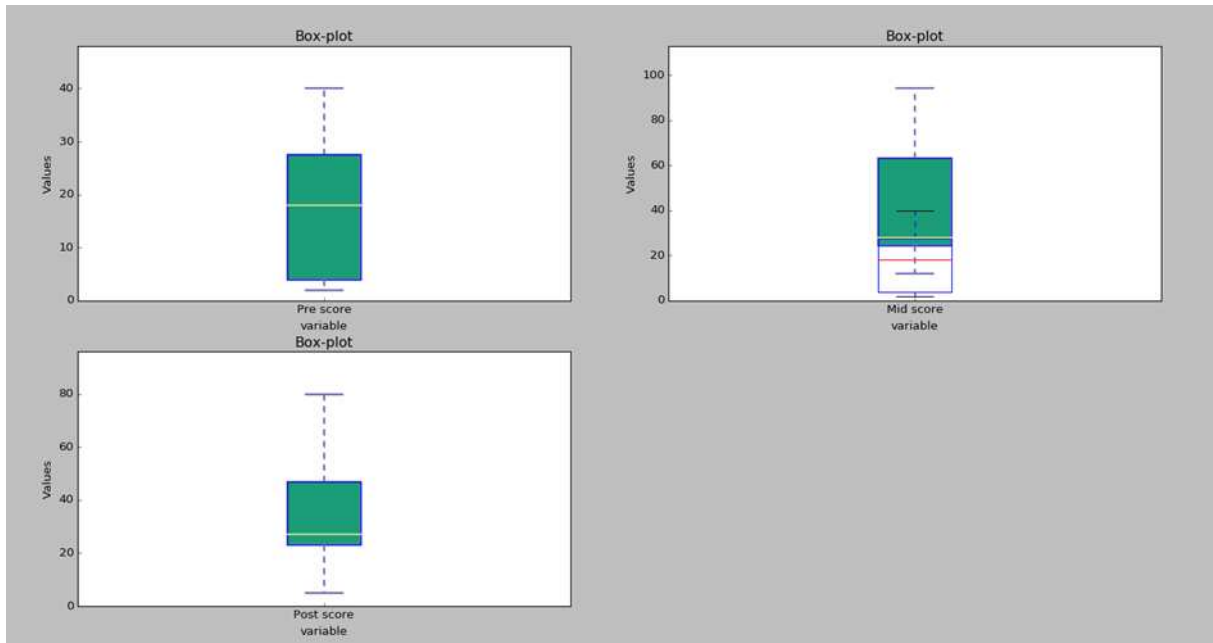 Box-plot
40
30
20
10
0
Values
Pre score
variable
Box-plot
100
80
60
40
20
0
Values
Mid score
variable
Box-plot
80
60
40
20
0
Values
Post score
variable